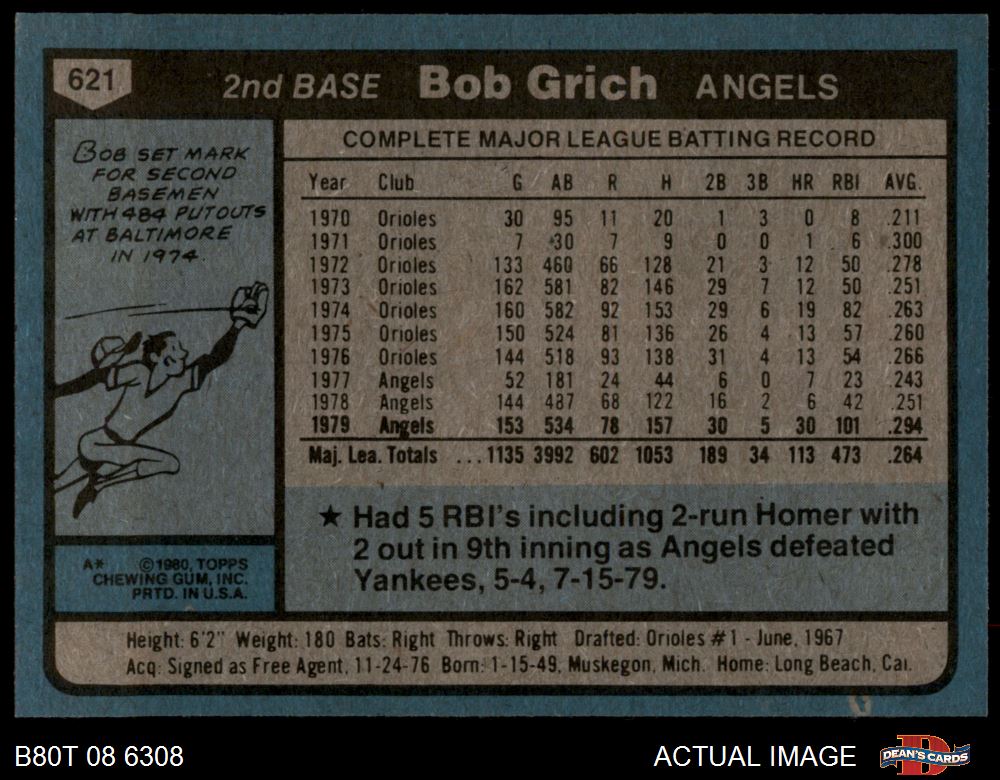 621 2nd BASE Bob Grich ANGELS
BOB SET MARK
FOR SECOND
BASEMEN
WITH 484 PUTOUTS
AT BALTIMORE
IN 1974.
COMPLETE MAJOR LEAGUE BATTING RECORD
Year Club G AB R H 2B 3B HR RBI AVG.
1970 Orioles 30 95 11 20 1 3 0 8 .211
1971 Orioles 7 30 7 9 0 0 1 6 .300
1972 Orioles 133 460 66 128 21 3 12 50 .278
1973 Orioles 162 581 82 146 29 7 12 50 .251
1974 Orioles 160 582 92 153 29 6 19 82 .263
1975 Orioles 150 524 81 136 26 4 13 57 .260
1976 Orioles 144 518 93 138 31 4 13 54 .266
1977 Angels 52 181 24 44 6 0 7 23 .243
1978 Angels 144 487 68 122 16 2 6 42 .251
1979 Angels 153 534 78 157 30 5 30 101 .294
Maj. Lea. Totals ...1135 3992 602 1053 189 34 113 473 .264
★ Had 5 RBI's including 2-run Homer with
2 out in 9th inning as Angels defeated
Yankees, 5-4, 7-15-79.
A* ©1980, TOPPS
CHEWING GUM, INC.
PRTD. IN U.S.A.
Height: 6'2" Weight: 180 Bats: Right Throws: Right Drafted: Orioles #1 - June, 1967
Acq: Signed as Free Agent, 11-24-76 Born: 1-15-49, Muskegon, Mich. Home: Long Beach, Cal.
B80T 08 6308 ACTUAL IMAGE DEAN'S CARDS